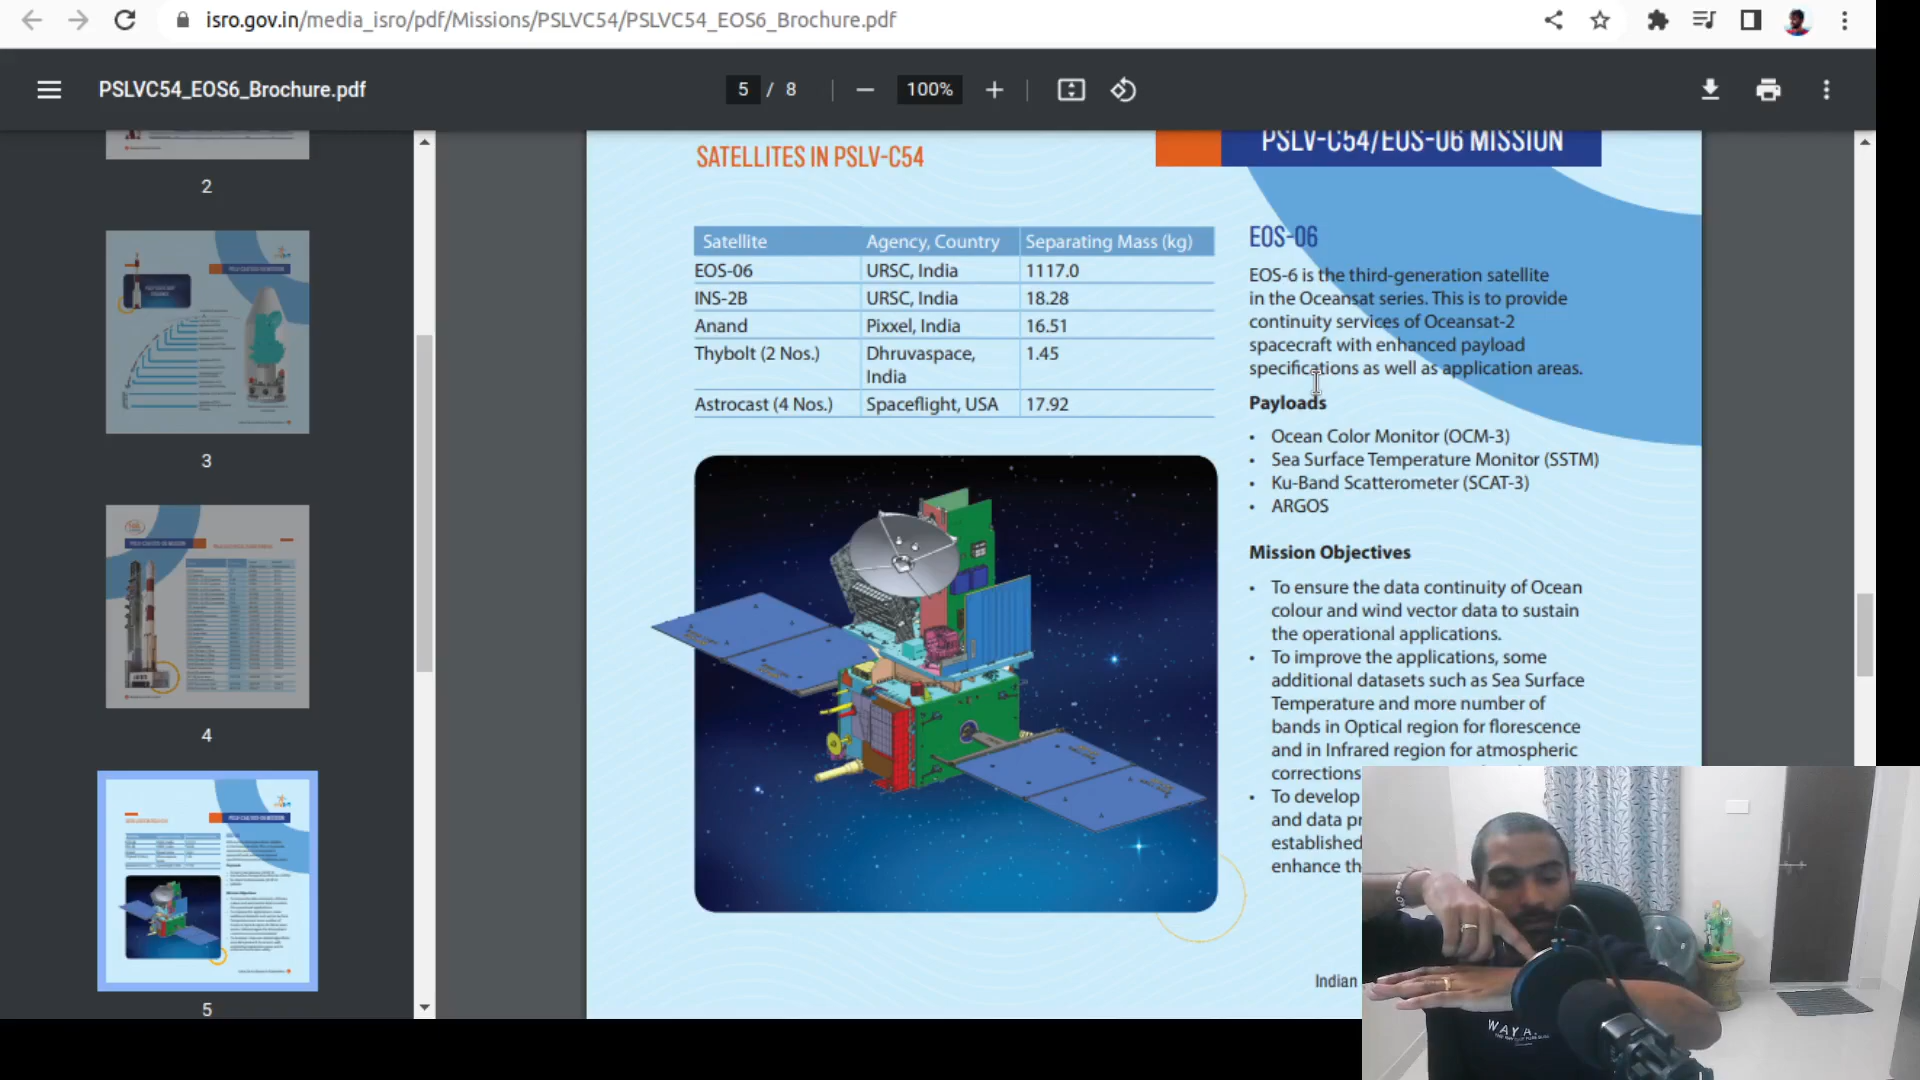 isro.gov.in/media_isro/pdf/Missions/PSLVC54/PSLVC54_EOS6_Brochure.pdf
PSLVC54_EOS6_Brochure.pdf
5 / 8
100%
2
3
4
5
SATELLITES IN PSLV-C54
PSLV-C54/EOS-06 MISSION
Satellite Agency, Country Separating Mass (kg)
EOS-06 URSC, India 1117.0
INS-2B URSC, India 18.28
Anand Pixxel, India 16.51
Thybolt (2 Nos.) Dhruvaspace, 1.45
India
Astrocast (4 Nos.) Spaceflight, USA 17.92
EOS-06
EOS-6 is the third-generation satellite
in the Oceansat series. This is to provide
continuity services of Oceansat-2
spacecraft with enhanced payload
specifications as well as application areas.
Payloads
• Ocean Color Monitor (OCM-3)
• Sea Surface Temperature Monitor (SSTM)
• Ku-Band Scatterometer (SCAT-3)
• ARGOS
Mission Objectives
• To ensure the data continuity of Ocean
colour and wind vector data to sustain
the operational applications.
• To improve the applications, some
additional datasets such as Sea Surface
Temperature and more number of
bands in Optical region for florescence
and in Infrared region for atmospheric
corrections
• To develop
and data pr
established
enhance th
Indian
WAYA